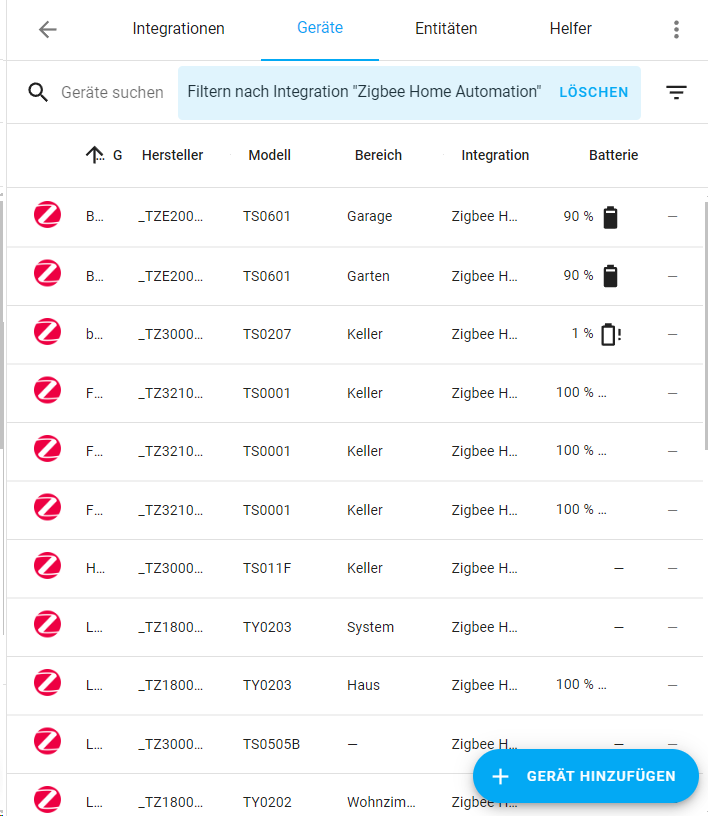 Integrationen Geräte Entitäten Helfer
Geräte suchen Filtern nach Integration "Zigbee Home Automation" LÖSCHEN
G Hersteller Modell Bereich Integration Batterie
B... _TZE200... TS0601 Garage Zigbee H... 90 % —
B... _TZE200... TS0601 Garten Zigbee H... 90 % —
b... _TZ3000... TS0207 Keller Zigbee H... 1 % —
F... _TZ3210... TS0001 Keller Zigbee H... 100 % ... —
F... _TZ3210... TS0001 Keller Zigbee H... 100 % ... —
F... _TZ3210... TS0001 Keller Zigbee H... 100 % ... —
H... _TZ3000... TS011F Keller Zigbee H... — —
L... _TZ1800... TY0203 System Zigbee H... — —
L... _TZ1800... TY0203 Haus Zigbee H... 100 % ... —
L... _TZ3000... TS0505B — Zigbee H... — —
GERÄT HINZUFÜGEN
L... _TZ1800... TY0202 Wohnzim... Zigbee